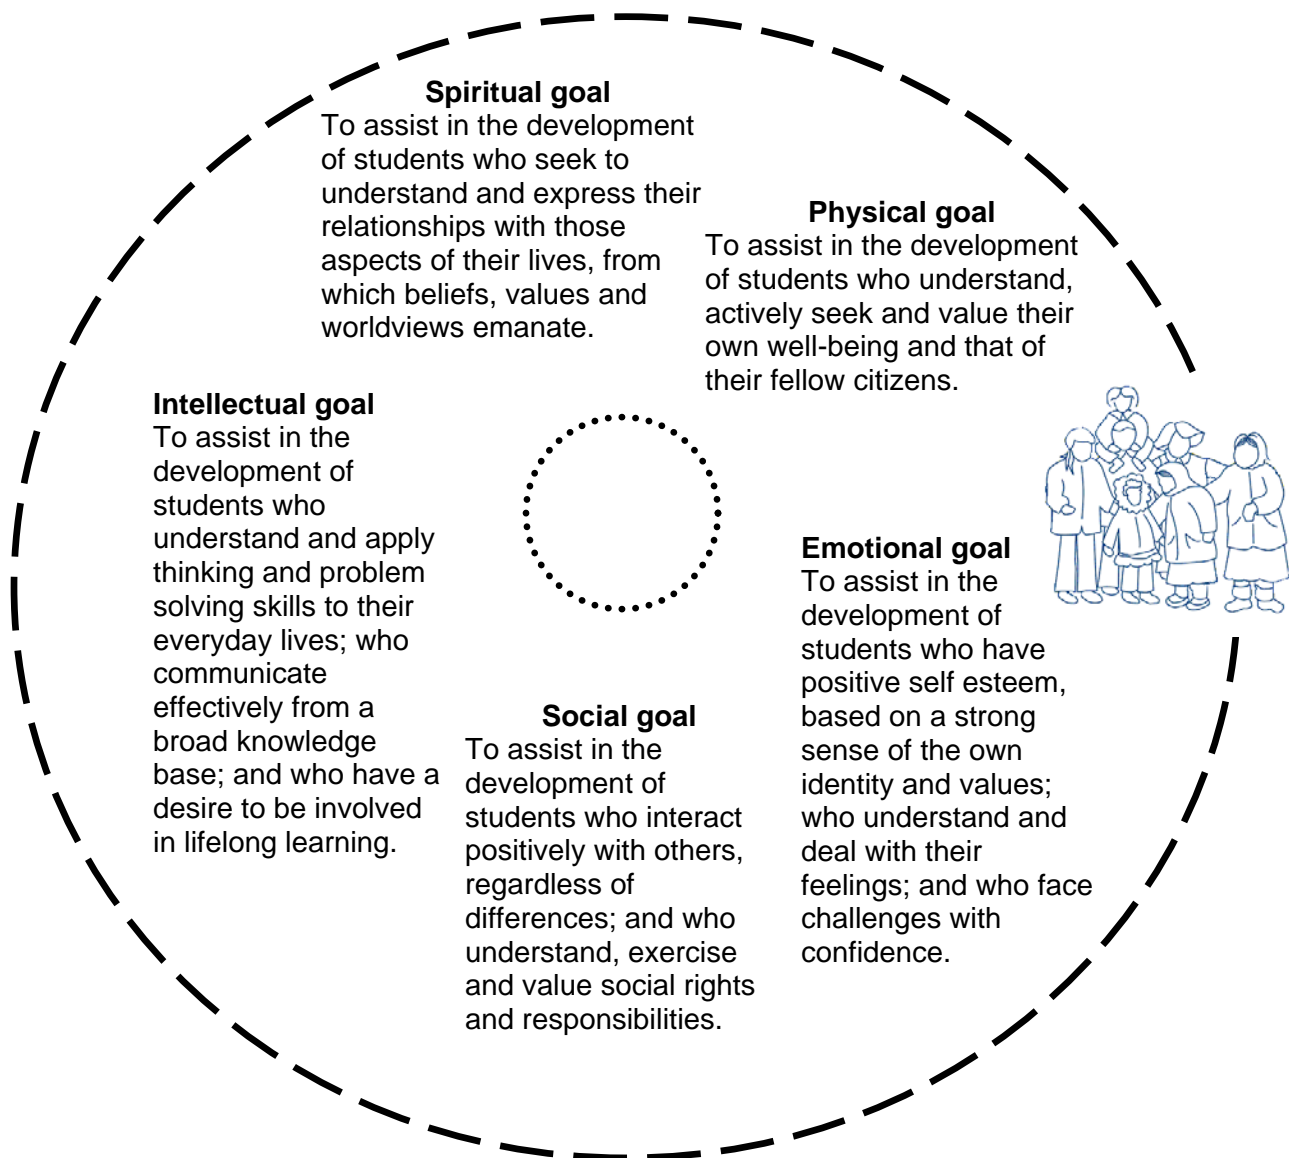 Spiritual goal
To assist in the development
of students who seek to
understand and express their
relationships with those
aspects of their lives, from
which beliefs, values and
worldviews emanate.
Physical goal
To assist in the development
of students who understand,
actively seek and value their
own well-being and that of
their fellow citizens.
Intellectual goal
To assist in the
development of
students who
understand and apply
thinking and problem
solving skills to their
everyday lives; who
communicate
effectively from a
broad knowledge
base; and who have a
desire to be involved
in lifelong learning.
Emotional goal
To assist in the
development of
students who have
positive self esteem,
based on a strong
sense of the own
identity and values;
who understand and
deal with their
feelings; and who face
challenges with
confidence.
Social goal
To assist in the
development of
students who interact
positively with others,
regardless of
differences; and who
understand, exercise
and value social rights
and responsibilities.